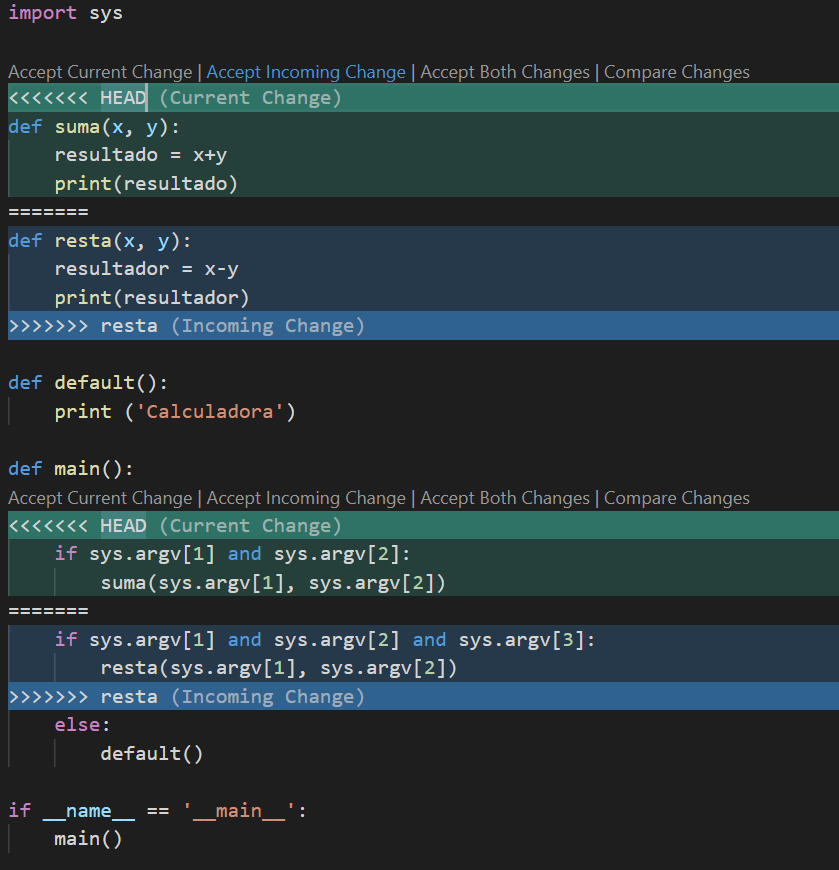 import sys
Accept Current Change | Accept Incoming Change | Accept Both Changes | Compare Changes
<<<<<<< HEAD (Current Change)
def suma(x, y):
    resultado = x+y
    print(resultado)
=======
def resta(x, y):
    resultador = x-y
    print(resultador)
>>>>>>> resta (Incoming Change)
def default():
    print ('Calculadora')
def main():
Accept Current Change | Accept Incoming Change | Accept Both Changes | Compare Changes
<<<<<<< HEAD (Current Change)
    if sys.argv[1] and sys.argv[2]:
        suma(sys.argv[1], sys.argv[2])
=======
    if sys.argv[1] and sys.argv[2] and sys.argv[3]:
        resta(sys.argv[1], sys.argv[2])
>>>>>>> resta (Incoming Change)
    else:
        default()
if __name__ == '__main__':
    main()